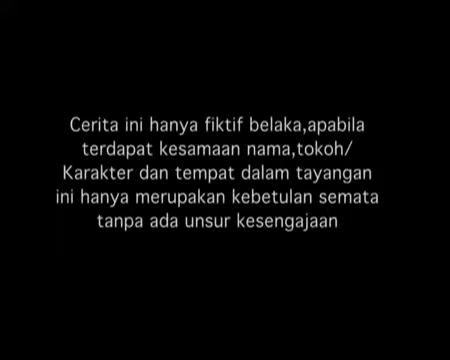 Cerita ini hanya fiktif belaka,apabila
terdapat kesamaan nama,tokoh/
Karakter dan tempat dalam tayangan
ini hanya merupakan kebetulan semata
tanpa ada unsur kesengajaan